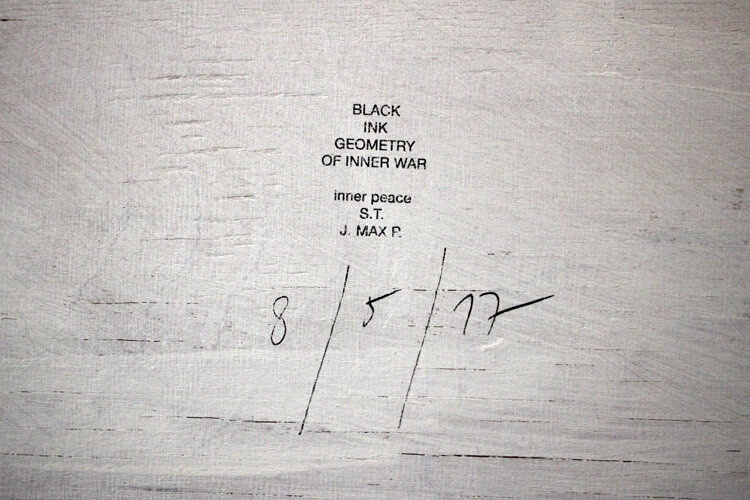 BLACK
INK
GEOMETRY
OF INNER WAR
inner peace
S.T.
J. MAX P.
8/5/17